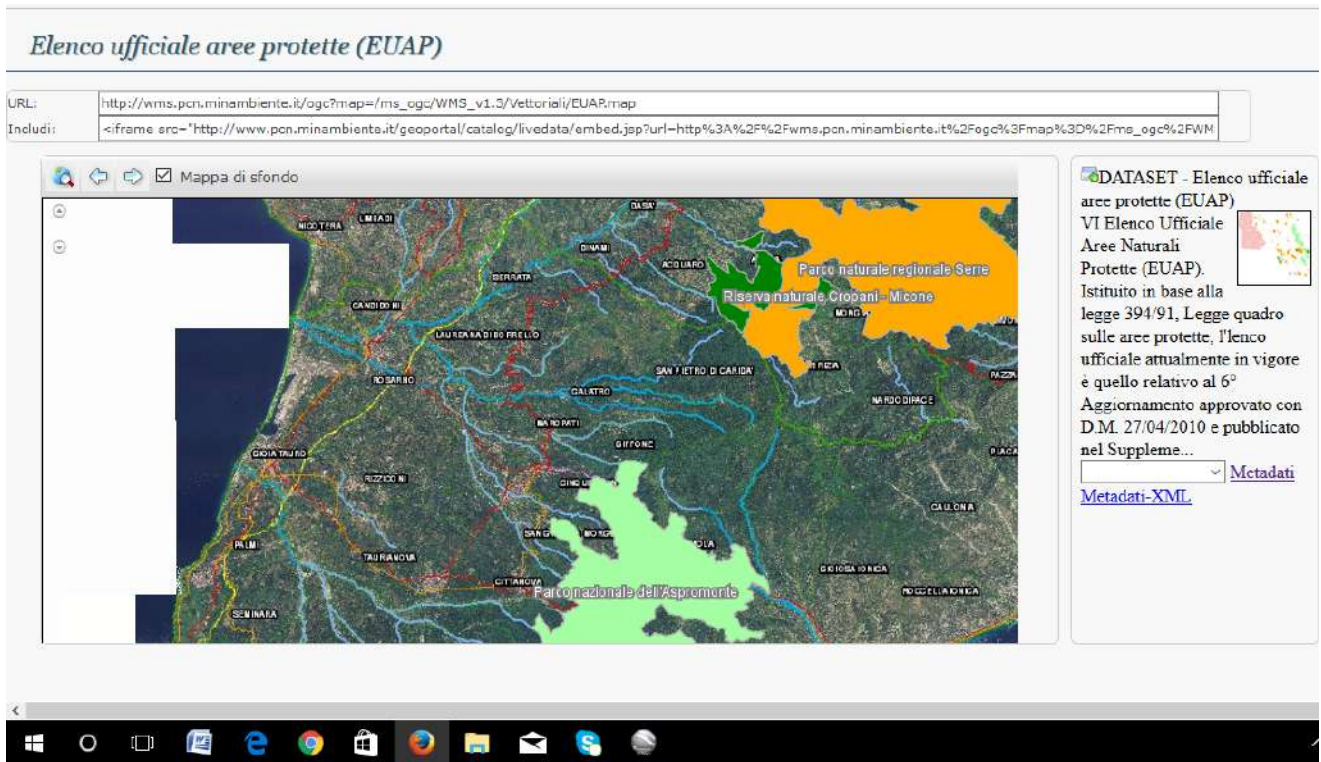 Elenco ufficiale aree protette (EUAP)
URL:
http://wms.pcn.minambiente.it/ogc?map=/ms_ogc/WMS_v1.3/Vettoriali/EUAP.map
Includi:
<iframe src="http://www.pcn.minambiente.it/geoportal/catalog/livedata/embed.jsp?url=http%3A%2F%2Fwms.pcn.minambiente.it%2Fogc%3Fmap%3D%2Fms_ogc%2FWM
Mappa di sfondo
NICOTERA
LIMBADI
DASA'
DINAMI
ACQUARO
SERRATA
Parco naturale regionale Serre
Riserva naturale Cropani - Micone
CANDIDONI
LAUREANA DI BORRELLO
ROSARNO
SAN PIETRO DI CARIDA'
GALATRO
NARDODIPACE
MAROPATI
GIFFONE
GIOIA TAURO
RIZZICONI
CAULONIA
PALMI
TAURIANOVA
CITTANOVA
GIOIOSA IONICA
ROCCELLA IONICA
Parco nazionale dell'Aspromonte
SEMINARA
DATASET - Elenco ufficiale
aree protette (EUAP)
VI Elenco Ufficiale
Aree Naturali
Protette (EUAP).
Istituito in base alla
legge 394/91, Legge quadro
sulle aree protette, l'lenco
ufficiale attualmente in vigore
è quello relativo al 6°
Aggiornamento approvato con
D.M. 27/04/2010 e pubblicato
nel Suppleme...
Metadati
Metadati-XML